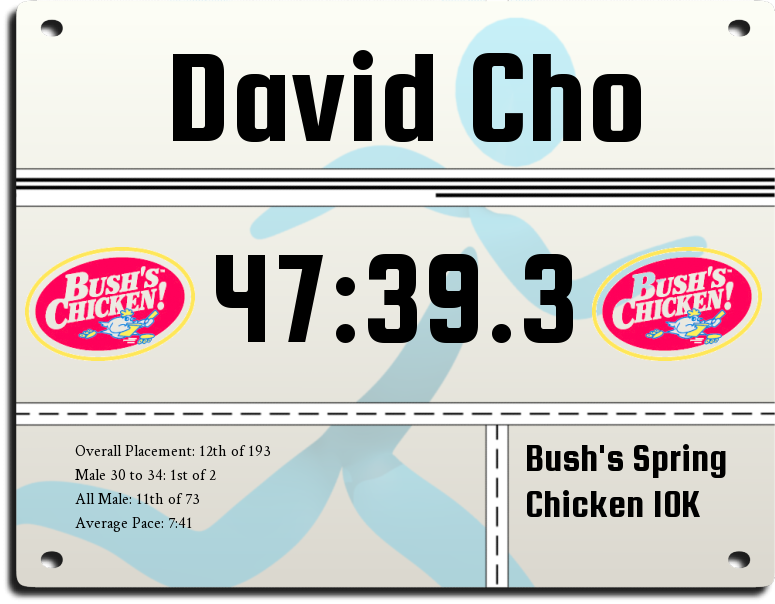 David Cho
BUSH'S
CHICKEN!
47:39.3
BUSH'S
CHICKEN!
Overall Placement: 12th of 193
Male 30 to 34: 1st of 2
All Male: 11th of 73
Average Pace: 7:41
Bush's Spring
Chicken 10K